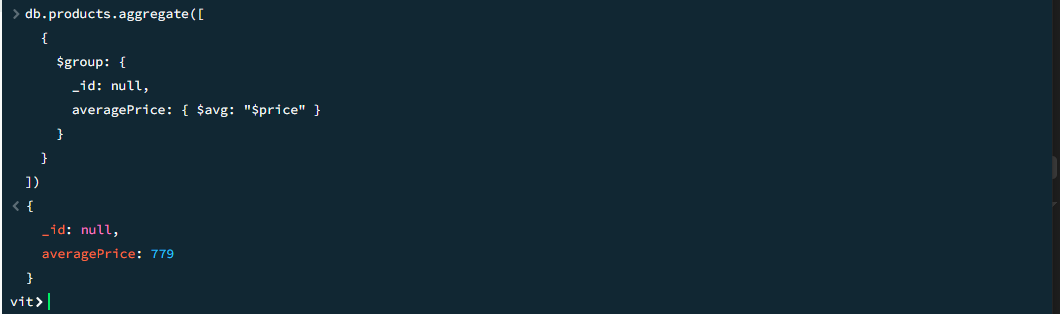 > db.products.aggregate([
{
$group: {
_id: null,
averagePrice: { $avg: "$price" }
}
}
])
< {
_id: null,
averagePrice: 779
}
vit>